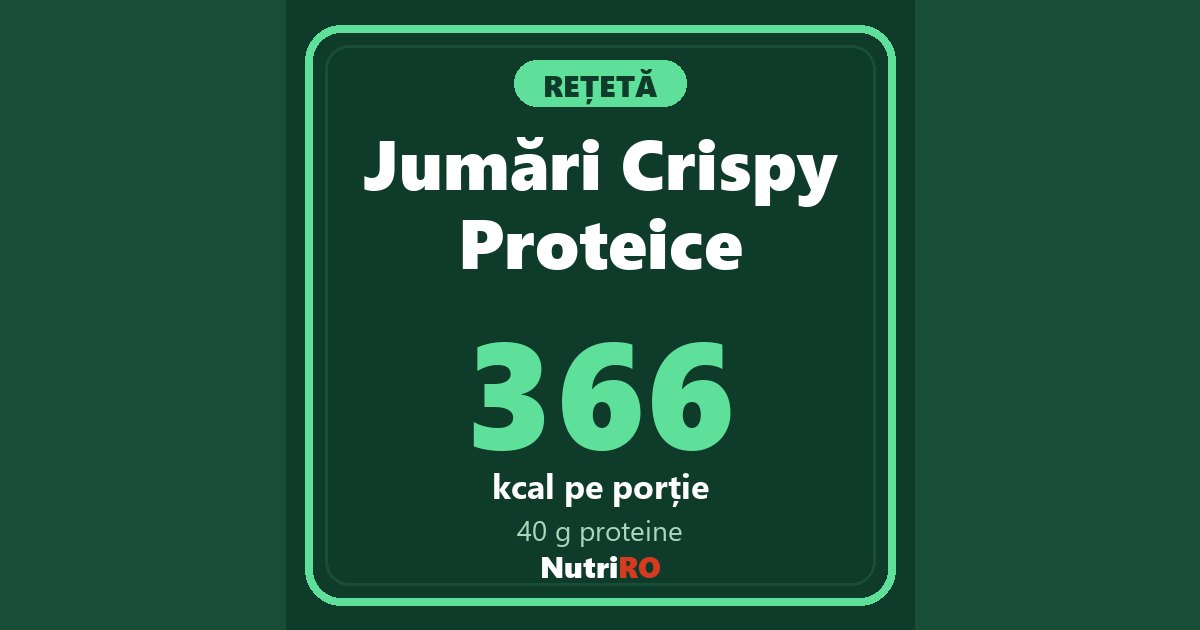 REȚETĂ
Jumări Crispy
Proteice
366
kcal pe porție
40 g proteine
NutriRO